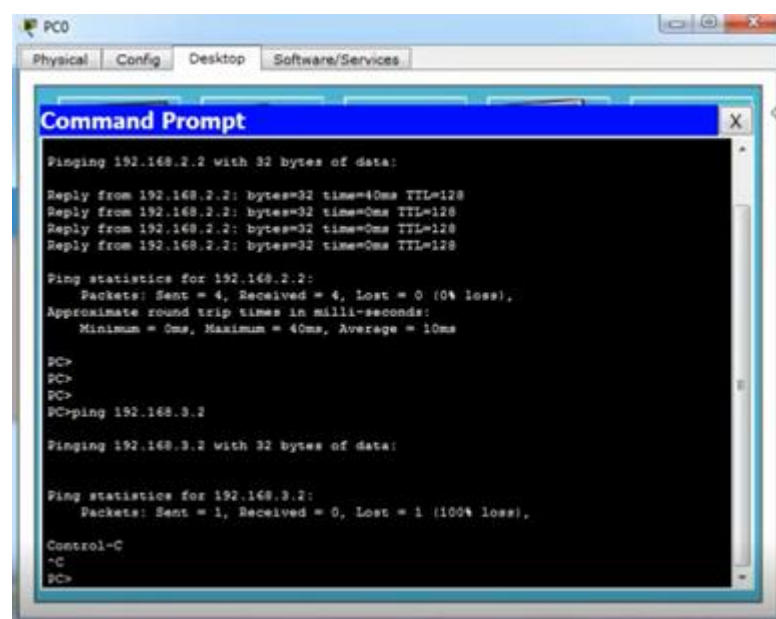 PC0
Physical Config Desktop Software/Services
Command Prompt X
Pinging 192.168.2.2 with 32 bytes of data:
Reply from 192.168.2.2: bytes=32 time=40ms TTL=128
Reply from 192.168.2.2: bytes=32 time=0ms TTL=128
Reply from 192.168.2.2: bytes=32 time=0ms TTL=128
Reply from 192.168.2.2: bytes=32 time=0ms TTL=128
Ping statistics for 192.168.2.2:
Packets: Sent = 4, Received = 4, Lost = 0 (0% loss),
Approximate round trip times in milli-seconds:
Minimum = 0ms, Maximum = 40ms, Average = 10ms
PC>
PC>
PC>
PC>ping 192.168.3.2
Pinging 192.168.3.2 with 32 bytes of data:
Ping statistics for 192.168.3.2:
Packets: Sent = 1, Received = 0, Lost = 1 (100% loss),
Control-C
^C
PC>